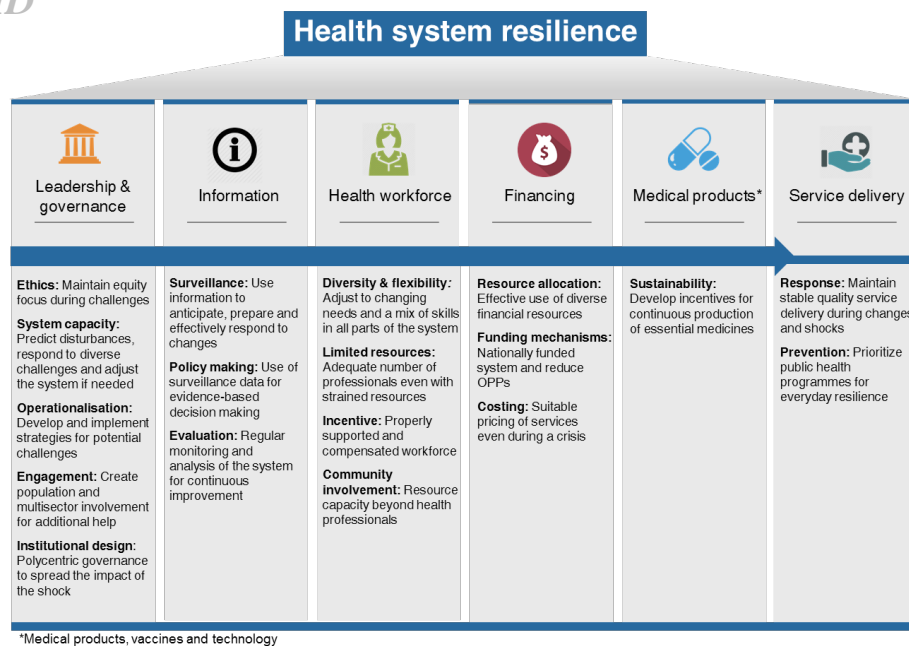 Health system resilience
Leadership &
governance
Information
Health workforce
Financing
Medical products*
Service delivery
Ethics: Maintain equity
focus during challenges
System capacity:
Predict disturbances,
respond to diverse
challenges and adjust
the system if needed
Operationalisation:
Develop and implement
strategies for potential
challenges
Engagement: Create
population and
multisector involvement
for additional help
Institutional design:
Polycentric governance
to spread the impact of
the shock
Surveillance: Use
information to
anticipate, prepare and
effectively respond to
changes
Policy making: Use of
surveillance data for
evidence-based
decision making
Evaluation: Regular
monitoring and
analysis of the system
for continuous
improvement
Diversity & flexibility:
Adjust to changing
needs and a mix of skills
in all parts of the system
Limited resources:
Adequate number of
professionals even with
strained resources
Incentive: Properly
supported and
compensated workforce
Community
involvement: Resource
capacity beyond health
professionals
Resource allocation:
Effective use of diverse
financial resources
Funding mechanisms:
Nationally funded
system and reduce
OPPs
Costing: Suitable
pricing of services
even during a crisis
Sustainability:
Develop incentives for
continuous production
of essential medicines
Response: Maintain
stable quality service
delivery during changes
and shocks
Prevention: Prioritize
public health
programmes for
everyday resilience
*Medical products, vaccines and technology